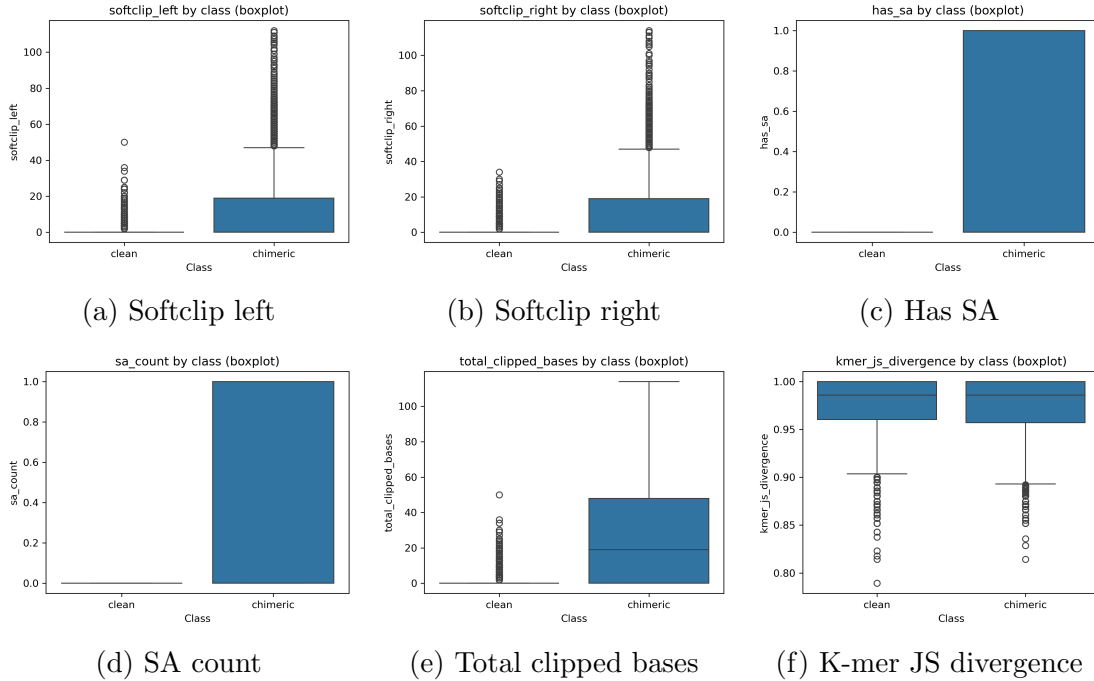 softclip_left by class (boxplot)
softclip_left
100
80
60
40
20
0
clean
chimeric
Class
(a) Softclip left
softclip_right by class (boxplot)
softclip_right
100
80
60
40
20
0
clean
chimeric
Class
(b) Softclip right
has_sa by class (boxplot)
has_sa
1.0
0.8
0.6
0.4
0.2
0.0
clean
chimeric
Class
(c) Has SA
sa_count by class (boxplot)
sa_count
1.0
0.8
0.6
0.4
0.2
0.0
clean
chimeric
Class
(d) SA count
total_clipped_bases by class (boxplot)
total_clipped_bases
100
80
60
40
20
0
clean
chimeric
Class
(e) Total clipped bases
kmer_js_divergence by class (boxplot)
kmer_js_divergence
1.00
0.95
0.90
0.85
0.80
clean
chimeric
Class
(f) K-mer JS divergence